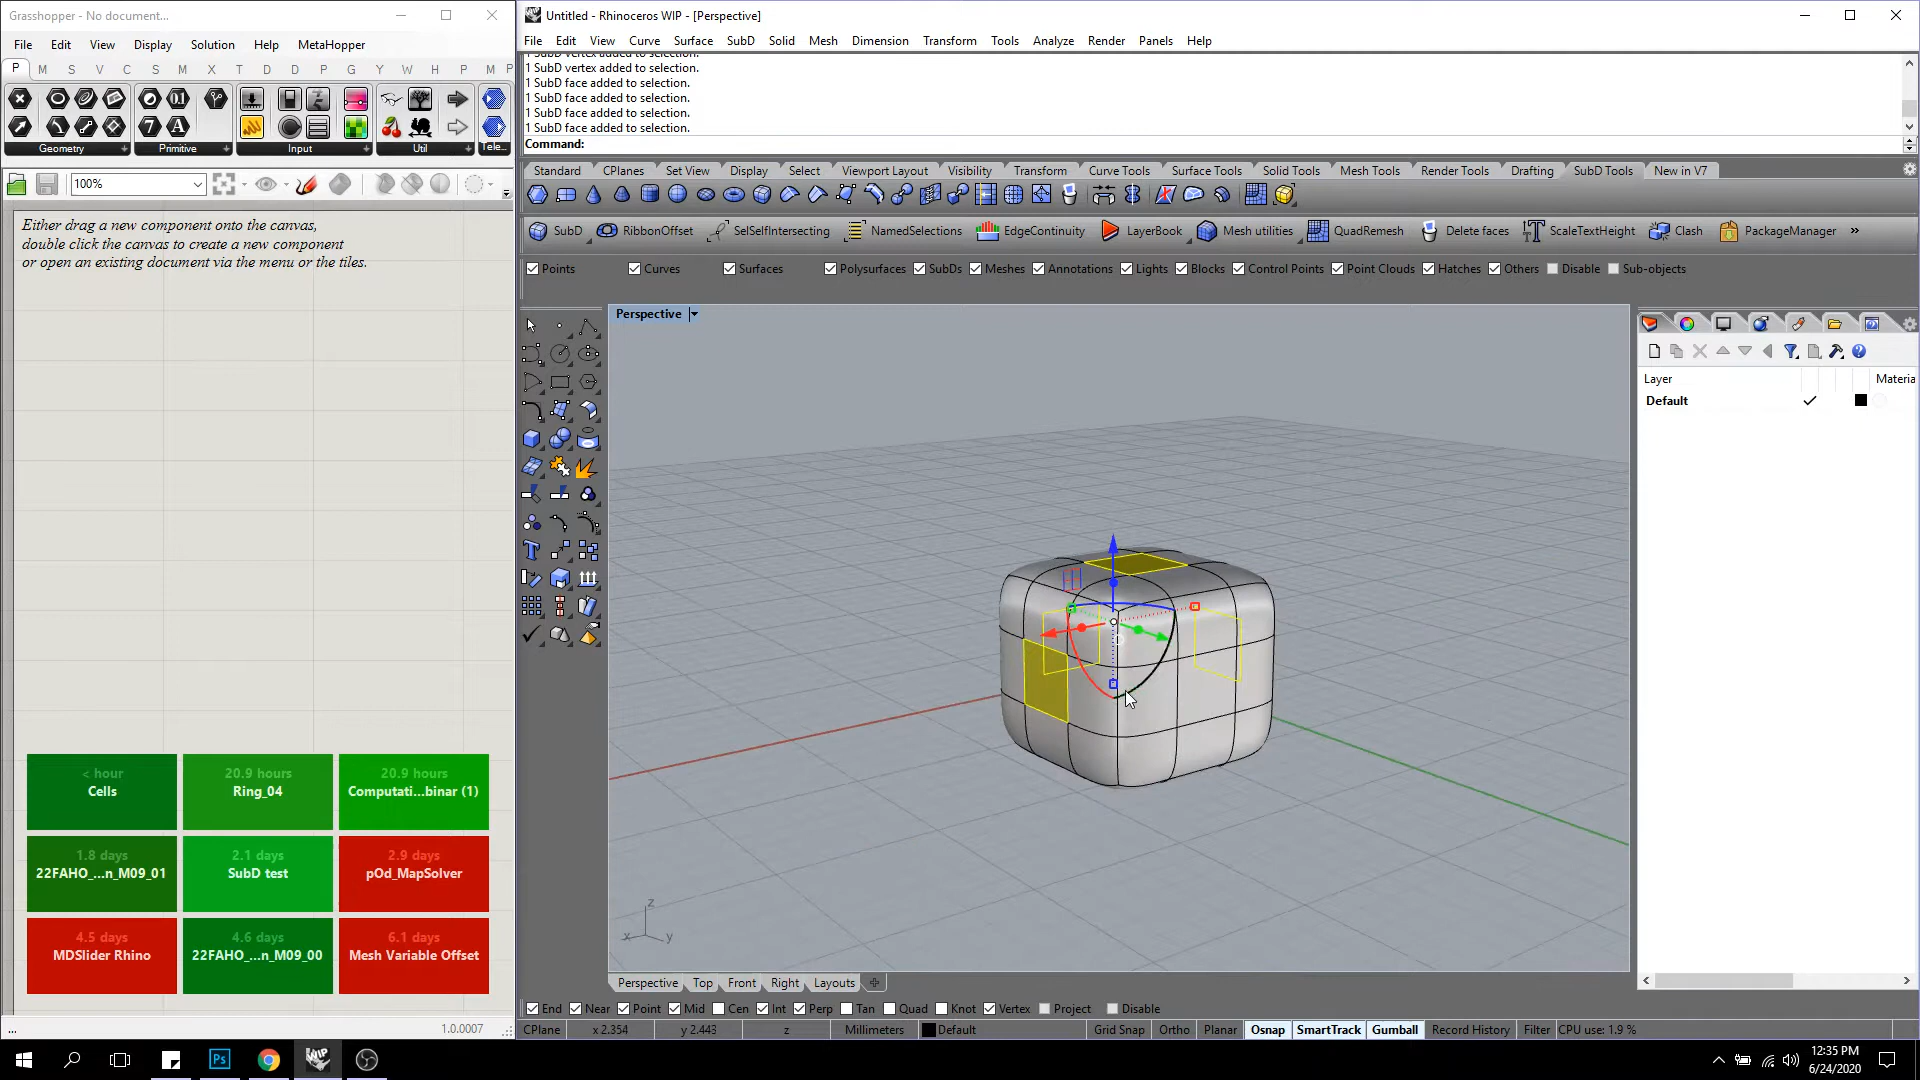 Grasshopper - No document...
File Edit View Display Solution Help MetaHopper
P M S V C S M X T D D P G Y W H P M P
Geometry Primitive Input Util Tele...
100%
Either drag a new component onto the canvas,
double click the canvas to create a new component
or open an existing document via the menu or the tiles.
< hour 20.9 hours 20.9 hours
Cells Ring_04 Computati...binar (1)
1.8 days 2.1 days 2.9 days
22FAHO_...n_M09_01 SubD test pOd_MapSolver
4.5 days 4.6 days 6.1 days
MDSlider Rhino 22FAHO_...n_M09_00 Mesh Variable Offset
... 1.0.0007
Untitled - Rhinoceros WIP - [Perspective]
File Edit View Curve Surface SubD Solid Mesh Dimension Transform Tools Analyze Render Panels Help
1 SubD vertex added to selection.
1 SubD vertex added to selection.
1 SubD face added to selection.
1 SubD face added to selection.
1 SubD face added to selection.
1 SubD face added to selection.
Command:
Standard CPlanes Set View Display Select Viewport Layout Visibility Transform Curve Tools Surface Tools Solid Tools Mesh Tools Render Tools Drafting SubD Tools New in V7
SubD RibbonOffset SelSelfIntersecting NamedSelections EdgeContinuity LayerBook Mesh utilities QuadRemesh Delete faces ScaleTextHeight Clash PackageManager »
Points Curves Surfaces Polysurfaces SubDs Meshes Annotations Lights Blocks Control Points Point Clouds Hatches Others Disable Sub-objects
Perspective
z
x y
Layer Materia
Default
Perspective Top Front Right Layouts
End Near Point Mid Cen Int Perp Tan Quad Knot Vertex Project Disable
CPlane x 2.354 y 2.443 z Millimeters Default Grid Snap Ortho Planar Osnap SmartTrack Gumball Record History Filter CPU use: 1.9 %
Ps WIP
12:35 PM
6/24/2020